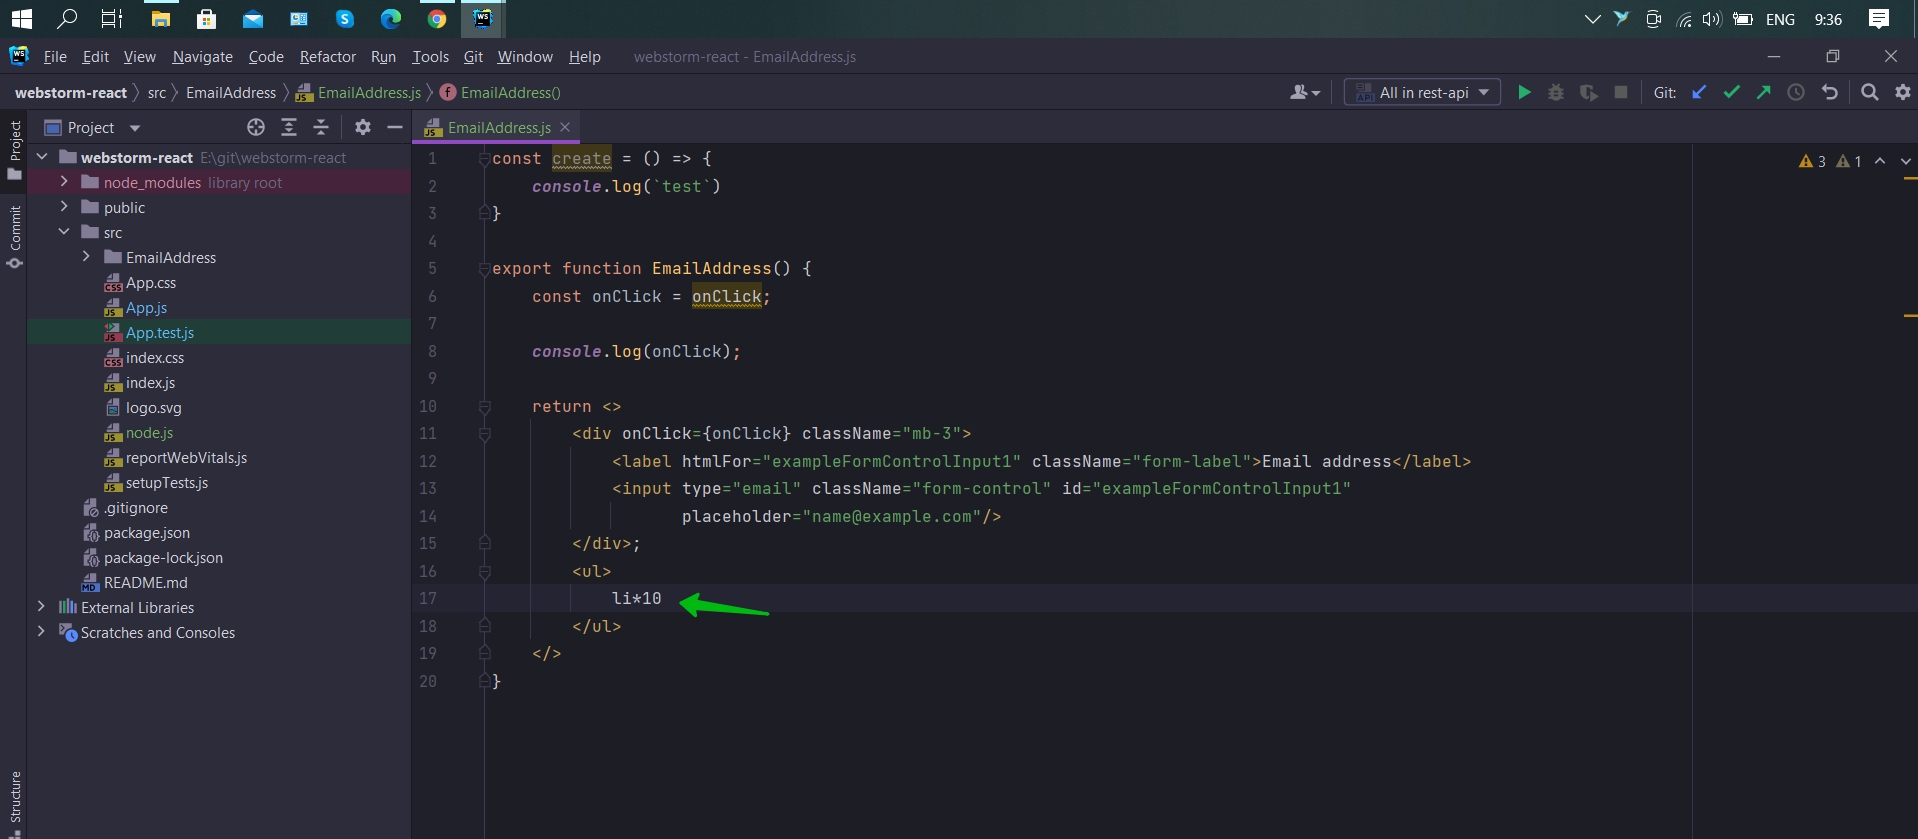 ENG 9:36
WS File Edit View Navigate Code Refactor Run Tools Git Window Help webstorm-react - EmailAddress.js
webstorm-react src EmailAddress EmailAddress.js f EmailAddress() API All in rest-api Git:
Project EmailAddress.js
Project
Commit
Structure
webstorm-react E:\git\webstorm-react
node_modules library root
public
src
EmailAddress
App.css
App.js
App.test.js
index.css
index.js
logo.svg
node.js
reportWebVitals.js
setupTests.js
.gitignore
package.json
package-lock.json
README.md
External Libraries
Scratches and Consoles
3 1
1 const create = () => {
2 console.log(`test`)
3 }
4
5 export function EmailAddress() {
6 const onClick = onClick;
7
8 console.log(onClick);
9
10 return <>
11 <div onClick={onClick} className="mb-3">
12 <label htmlFor="exampleFormControlInput1" className="form-label">Email address</label>
13 <input type="email" className="form-control" id="exampleFormControlInput1"
14 placeholder="name@example.com"/>
15 </div>;
16 <ul>
17 li*10
18 </ul>
19 </>
20 }